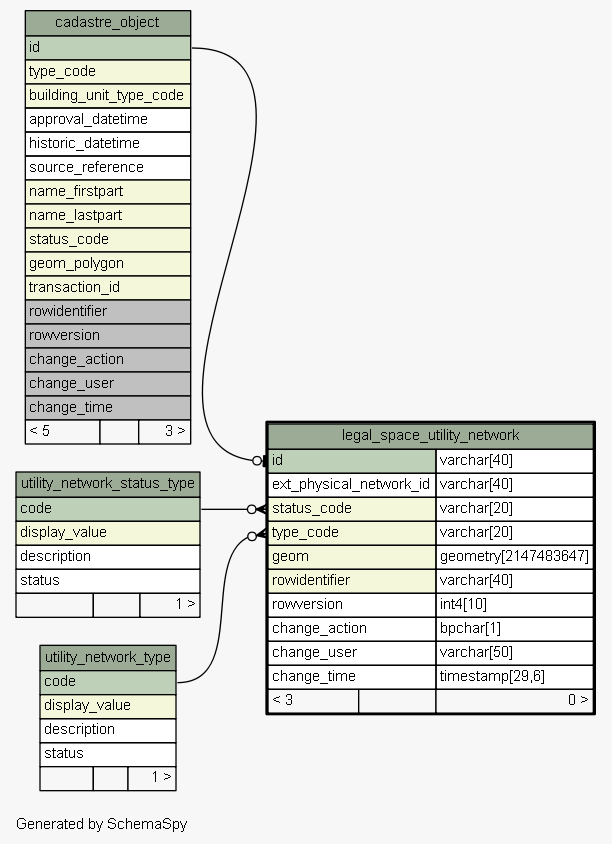 cadastre_object
id
type_code
building_unit_type_code
approval_datetime
historic_datetime
source_reference
name_firstpart
name_lastpart
status_code
geom_polygon
transaction_id
rowidentifier
rowversion
change_action
change_user
change_time
< 5 3 >
legal_space_utility_network
id varchar[40]
ext_physical_network_id varchar[40]
status_code varchar[20]
type_code varchar[20]
geom geometry[2147483647]
rowidentifier varchar[40]
rowversion int4[10]
change_action bpchar[1]
change_user varchar[50]
change_time timestamp[29,6]
< 3 0 >
utility_network_status_type
code
display_value
description
status
1 >
utility_network_type
code
display_value
description
status
1 >
Generated by SchemaSpy